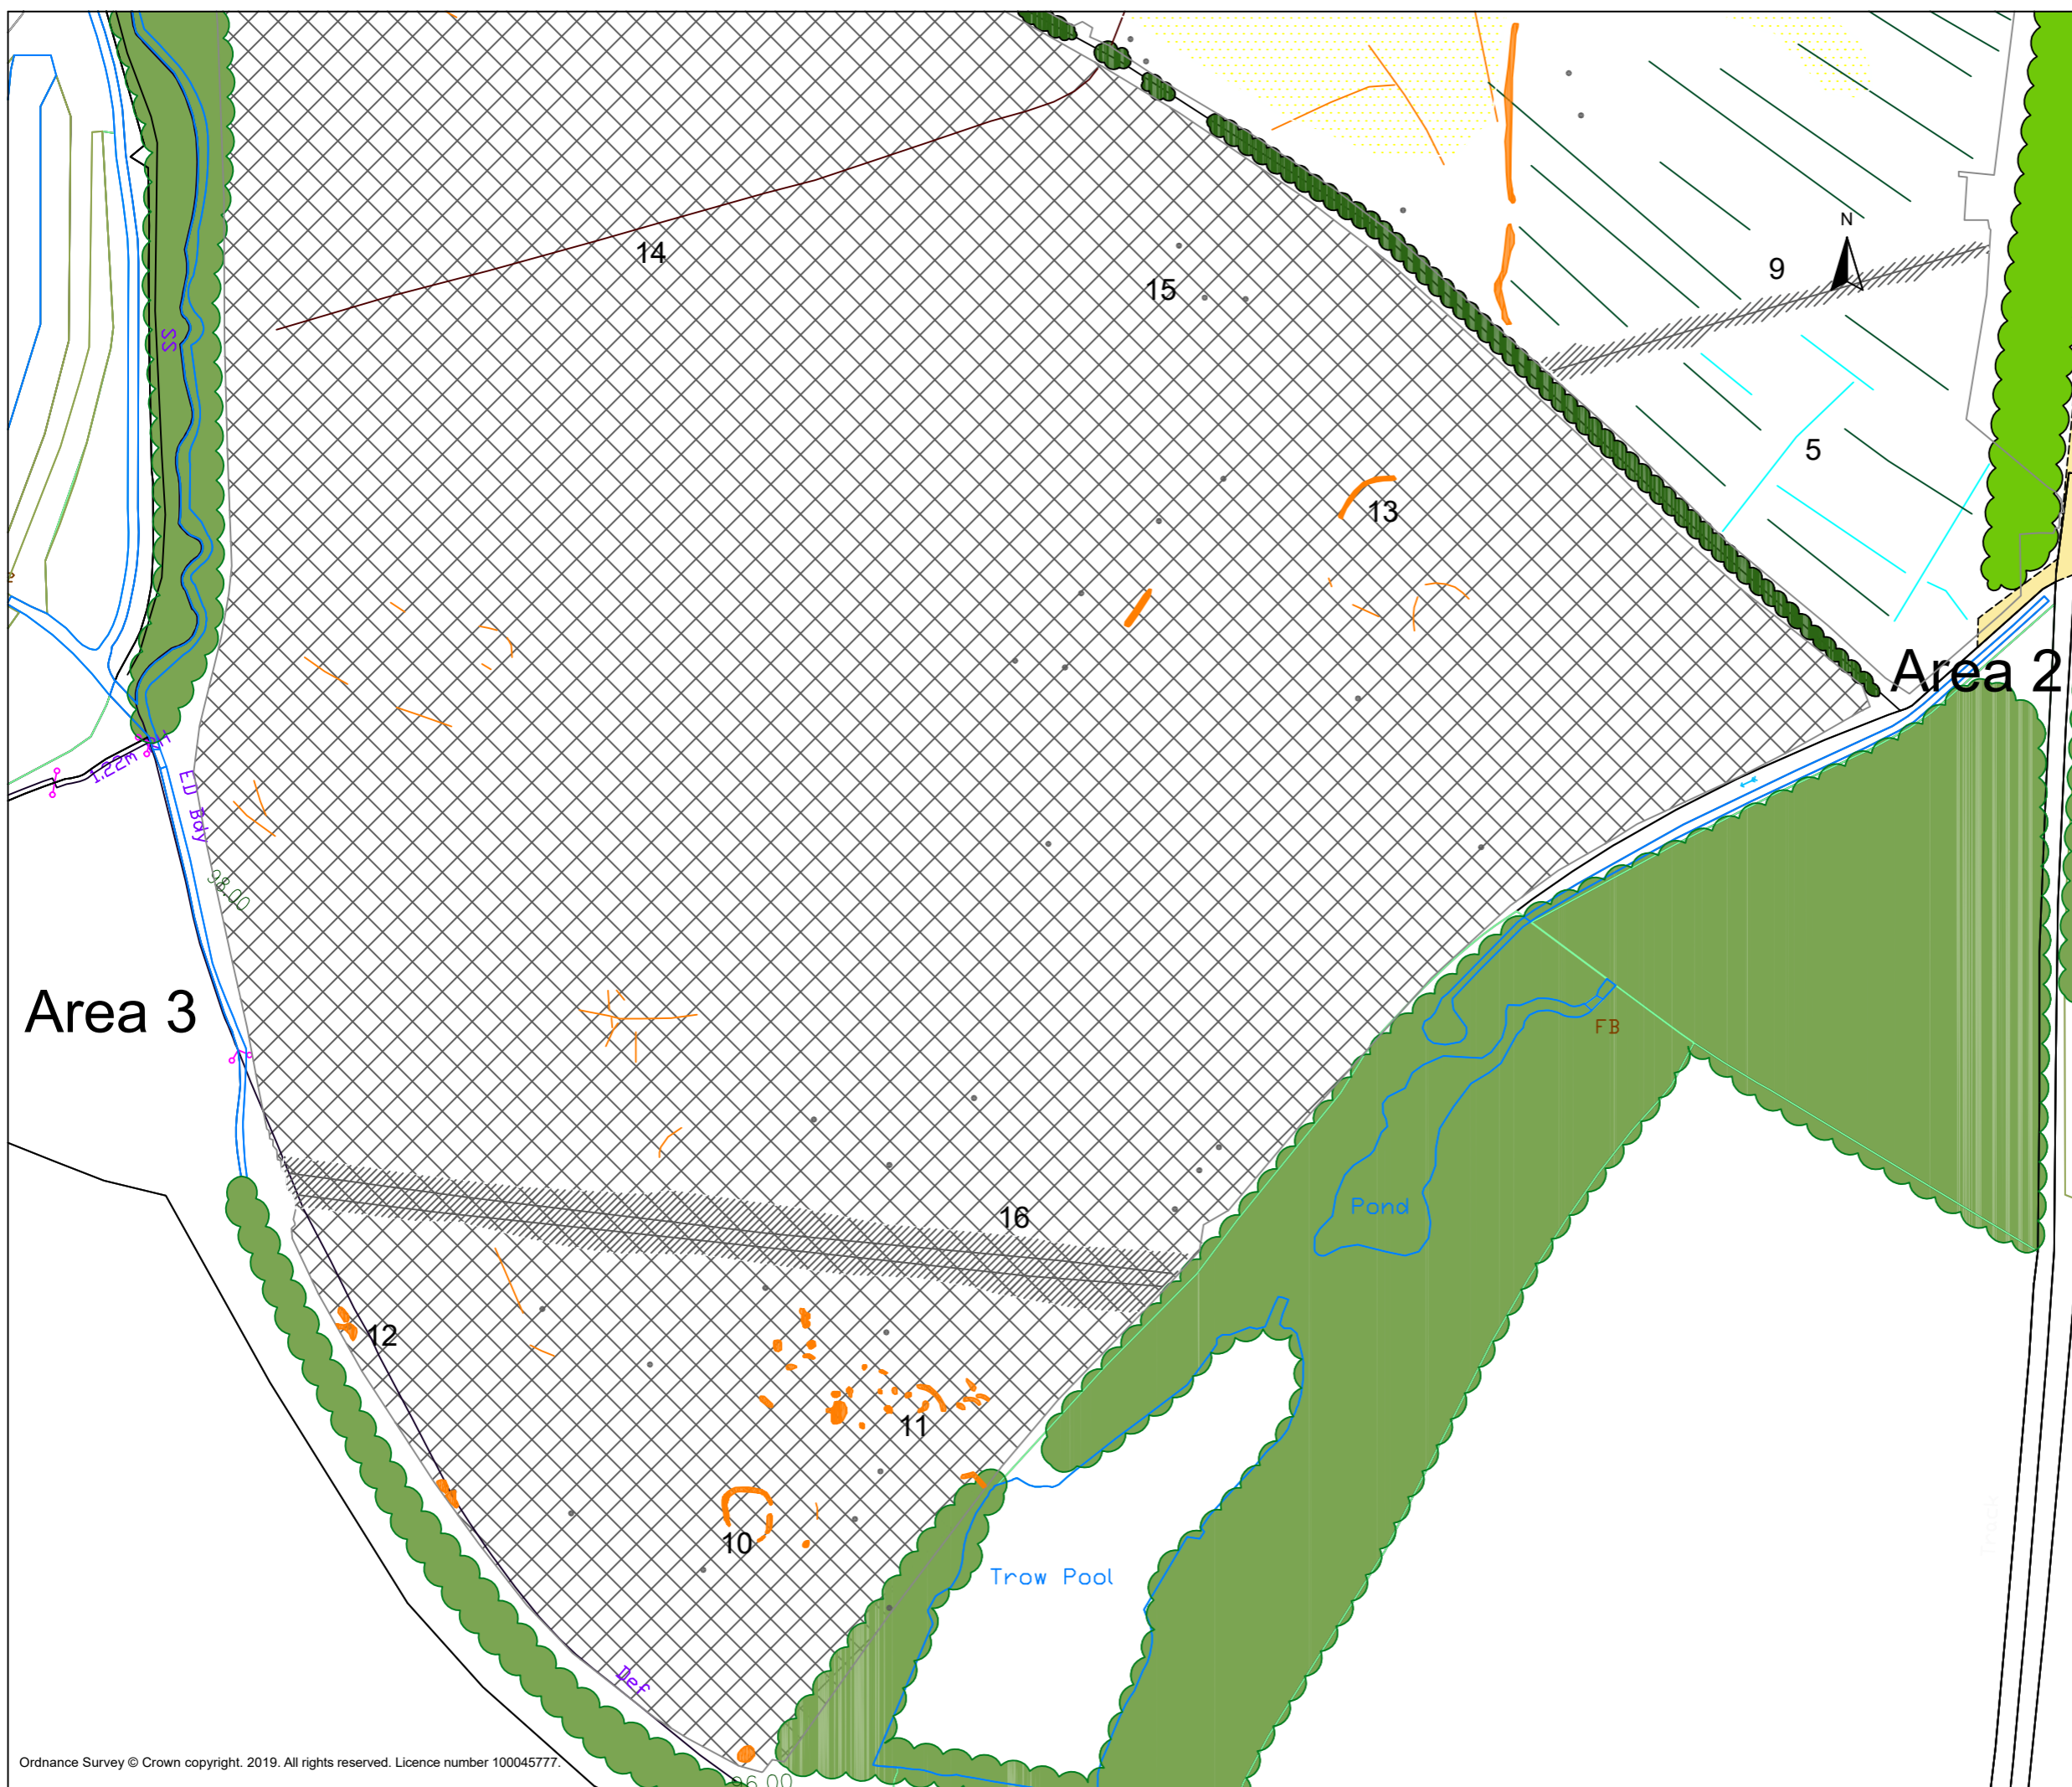 14
15
N
9
SS
5
13
Area 2
1.22m
ED Bdy
98.00
Area 3
FB
Pond
16
12
11
10
Trow Pool
Def
Ordnance Survey © Crown copyright. 2019. All rights reserved. Licence number 100045777.
96.00